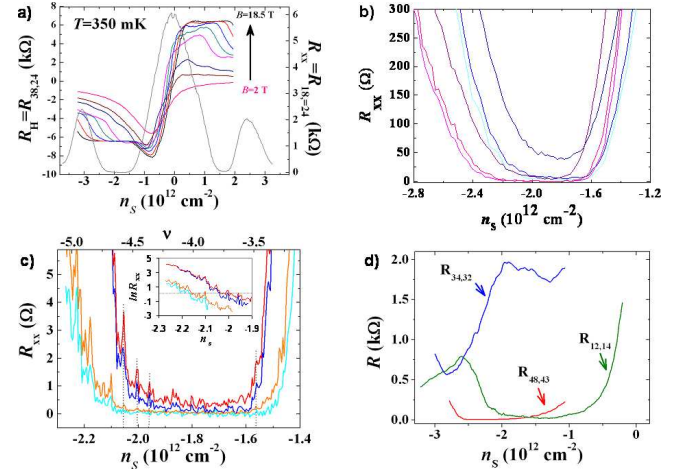 a)
T=350 mK
B=18.5 T
B=2 T
R_H=R_38,24 (kΩ)
8
6
4
2
0
-2
-4
-6
-8
6
5
4
3
2
1
0
R_xx=R_18,=24 (kΩ)
-3 -2 -1 0 1 2 3
n_S (10^12 cm^-2)
b)
R_xx (Ω)
300
250
200
150
100
50
0
-2.8 -2.4 -2.0 -1.6 -1.2
n_s (10^12 cm^-2)
c)
ν
-5.0 -4.5 -4.0 -3.5
R_xx (Ω)
5
4
3
2
1
0
lnR_xx
5
3
1
-1
-3
2.3 -2.2 -2.1 -2 -1.9
n_s
-2.2 -2.0 -1.8 -1.6 -1.4
n_S (10^12 cm^-2)
d)
R (kΩ)
2.0
1.5
1.0
0.5
0.0
R_34,32
R_12,14
R_48,43
-3 -2 -1 0
n_S (10^12 cm^-2)